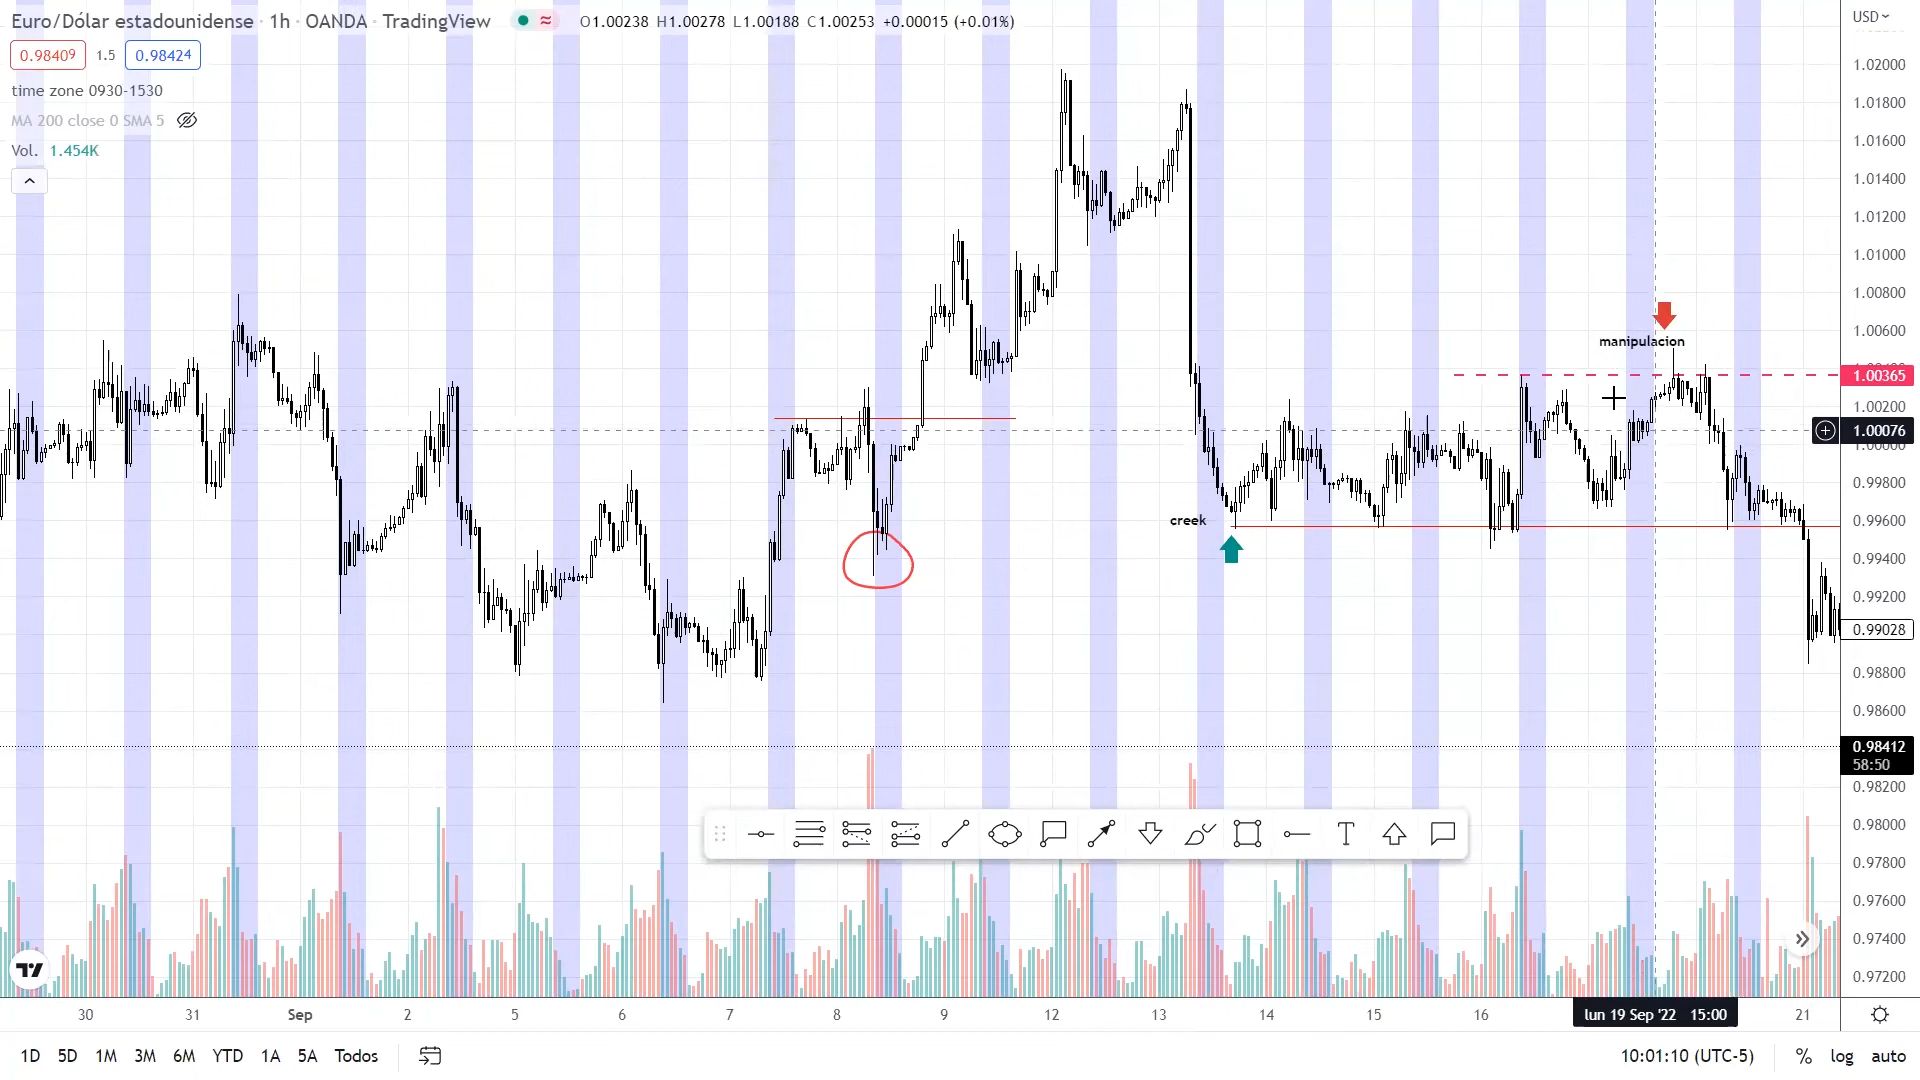 Euro/Dólar estadounidense · 1h · OANDA · TradingView
O1.00238 H1.00278 L1.00188 C1.00253 +0.00015 (+0.01%)
USD
0.98409 1.5 0.98424
time zone 0930-1530
MA 200 close 0 SMA 5
Vol. 1.454K
1.02000
1.01800
1.01600
1.01400
1.01200
1.01000
1.00800
1.00600
manipulacion
1.00365
1.00200
1.00076
1.00000
0.99800
creek
0.99600
0.99400
0.99200
0.99028
0.98800
0.98600
0.98412
58:50
0.98200
0.98000
0.97800
0.97600
0.97400
0.97200
30 31 Sep 2 5 6 7 8 9 12 13 14 15 16 lun 19 Sep '22 15:00 21
1D 5D 1M 3M 6M YTD 1A 5A Todos
10:01:10 (UTC-5) % log auto